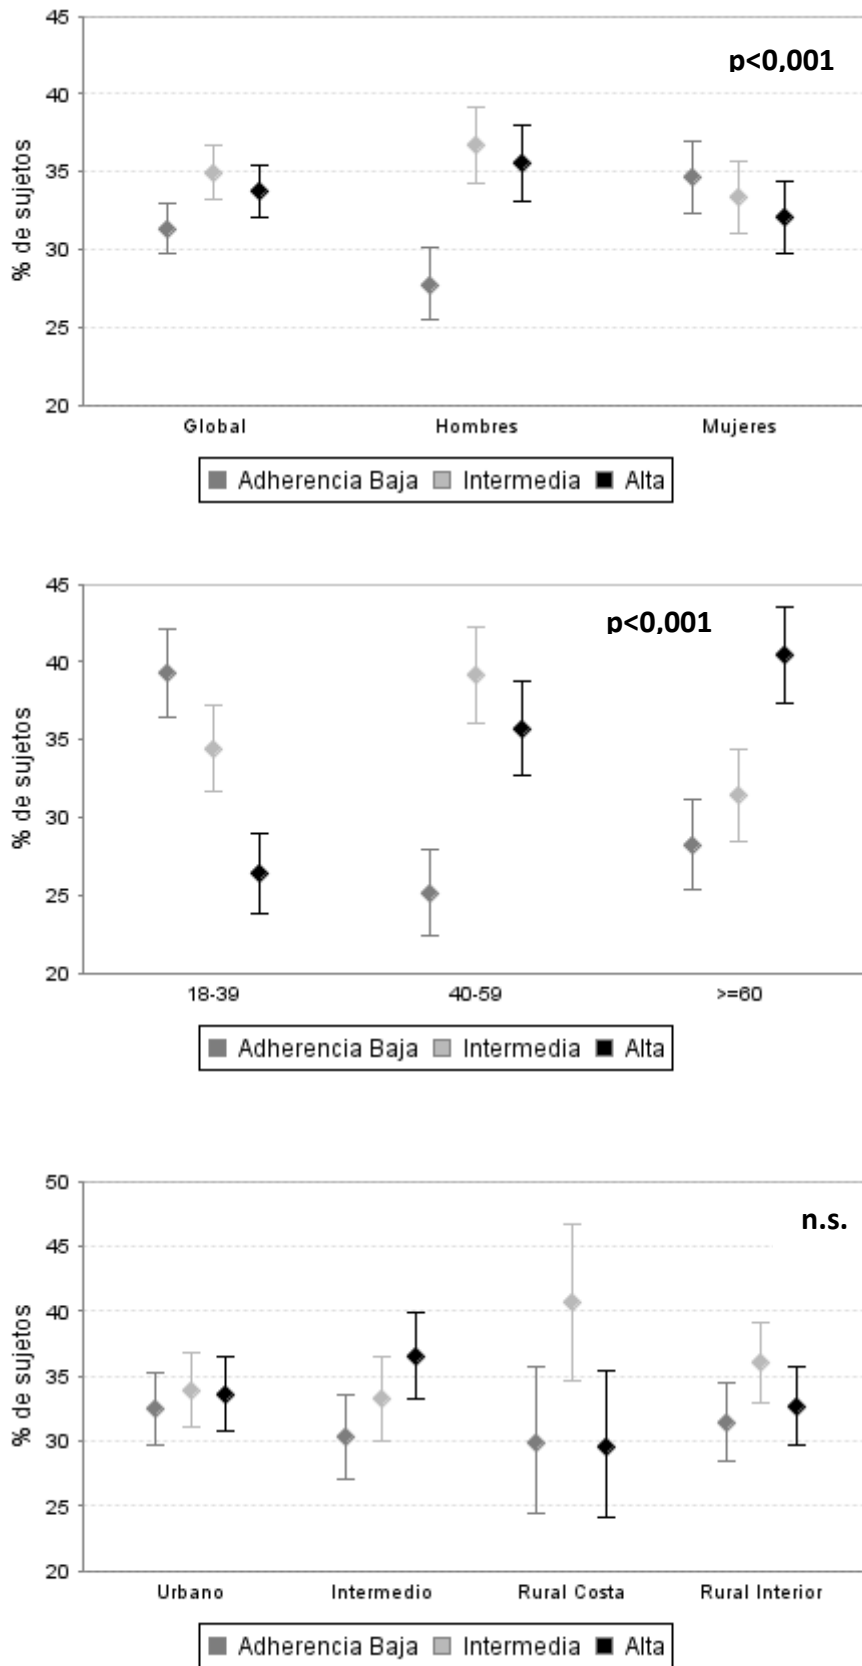 45
p<0,001
40
35
% de sujetos
30
25
20
Global Hombres Mujeres
Adherencia Baja Intermedia Alta
45
p<0,001
40
35
% de sujetos
30
25
20
18-39 40-59 >=60
Adherencia Baja Intermedia Alta
50
n.s.
45
40
35
% de sujetos
30
25
20
Urbano Intermedio Rural Costa Rural Interior
Adherencia Baja Intermedia Alta